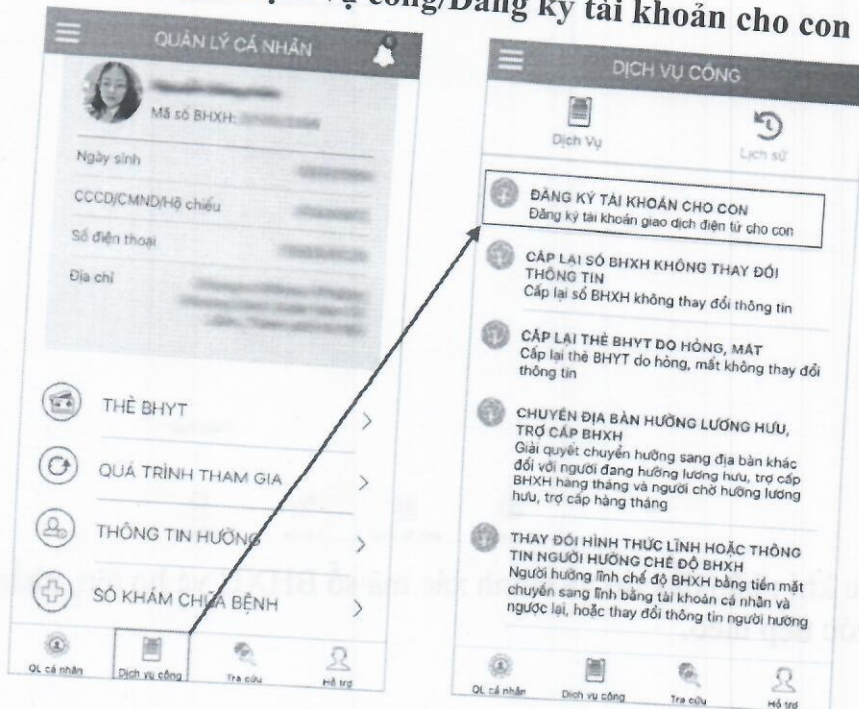 vụ công/Đăng ký tài khoản cho con
QUẢN LÝ CÁ NHÂN
Mã số BHXH:
Ngày sinh
CCCD/CMND/Hộ chiếu
Số điện thoại
Địa chỉ
THẺ BHYT
QUÁ TRÌNH THAM GIA
THÔNG TIN HƯỞNG
SỔ KHÁM CHỮA BỆNH
QL cá nhân
Dịch vụ công
Tra cứu
Hỗ trợ
DỊCH VỤ CÔNG
Dịch Vụ
Lịch sử
ĐĂNG KÝ TÀI KHOẢN CHO CON
Đăng ký tài khoản giao dịch điện tử cho con
CẤP LẠI SỔ BHXH KHÔNG THAY ĐỔI
THÔNG TIN
Cấp lại sổ BHXH không thay đổi thông tin
CẤP LẠI THẺ BHYT DO HỎNG, MẤT
Cấp lại thẻ BHYT do hỏng, mất không thay đổi
thông tin
CHUYỂN ĐỊA BÀN HƯỞNG LƯƠNG HƯU,
TRỢ CẤP BHXH
Giải quyết chuyển hưởng sang địa bàn khác
đối với người đang hưởng lương hưu, trợ cấp
BHXH hàng tháng và người chờ hưởng lương
hưu, trợ cấp hàng tháng
THAY ĐỔI HÌNH THỨC LĨNH HOẶC THÔNG
TIN NGƯỜI HƯỞNG CHẾ ĐỘ BHXH
Người hưởng lĩnh chế độ BHXH bằng tiền mặt
chuyển sang lĩnh bằng tài khoản cá nhân và
ngược lại, hoặc thay đổi thông tin người hưởng
QL cá nhân
Dịch vụ công
Tra cứu
Hỗ trợ